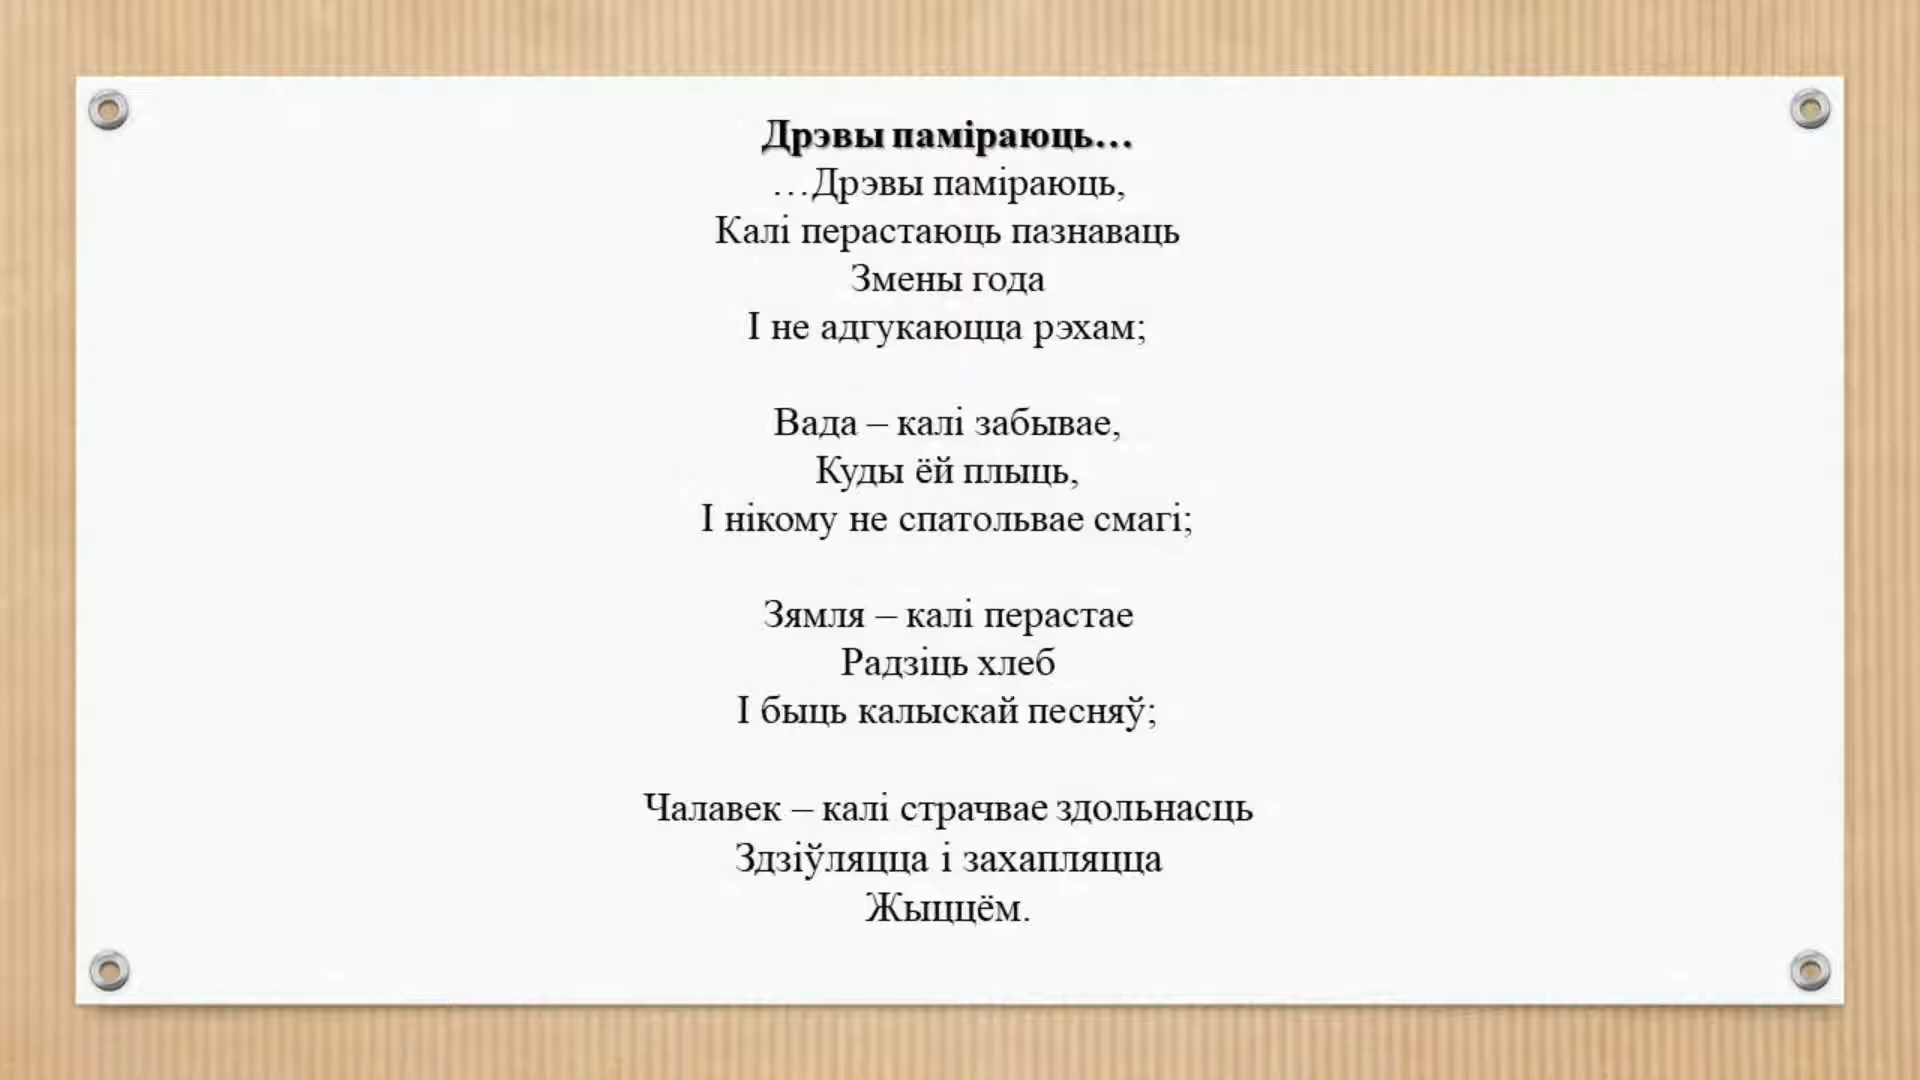 Дрэвы паміраюць...
...Дрэвы паміраюць,
Калі перастаюць пазнаваць
Змены года
І не адгукаюцца рэхам;
Вада – калі забывае,
Куды ёй плыць,
І нікому не спатольвае смагі;
Зямля – калі перастае
Радзіць хлеб
І быць калыскай песняў;
Чалавек – калі страчвае здольнасць
Здзіўляцца і захапляцца
Жыццём.